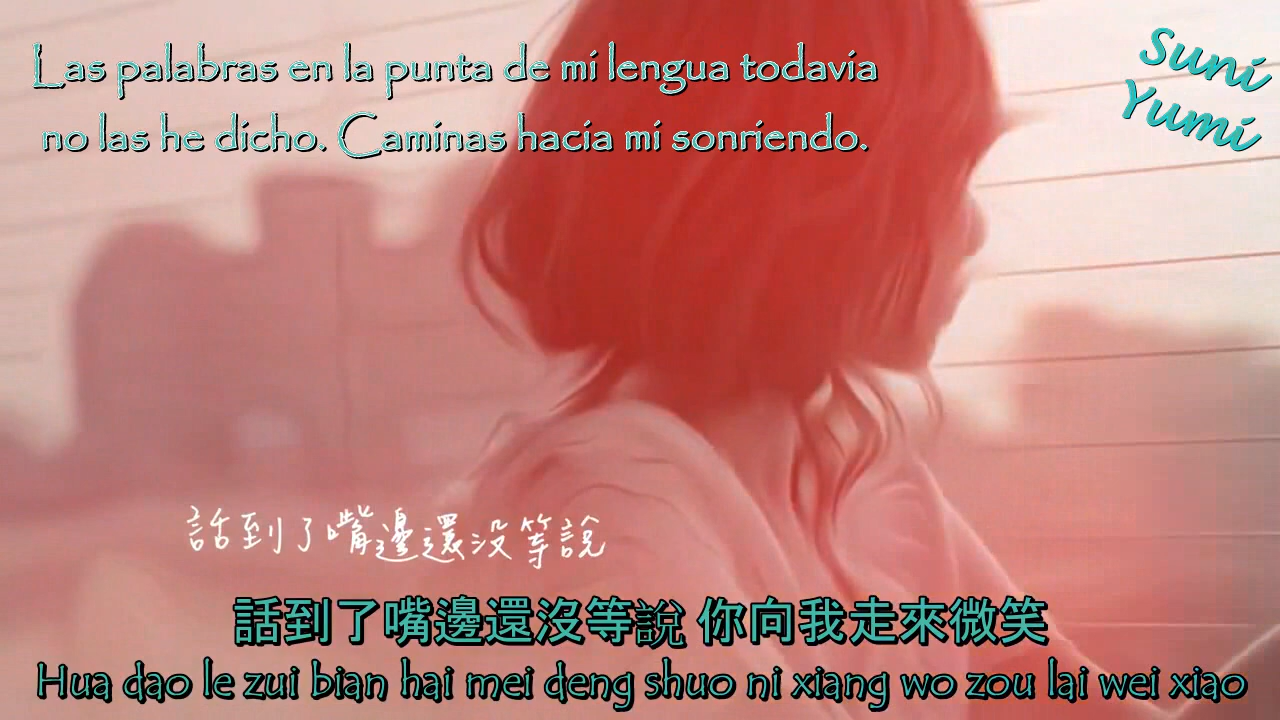 Las palabras en la punta de mi lengua todavia
no las he dicho. Caminas hacia mi sonriendo.
Suni
Yumi
話到了嘴邊還没等說
話到了嘴邊還沒等說 你向我走來微笑
Hua dao le zui bian hai mei deng shuo ni xiang wo zou lai wei xiao